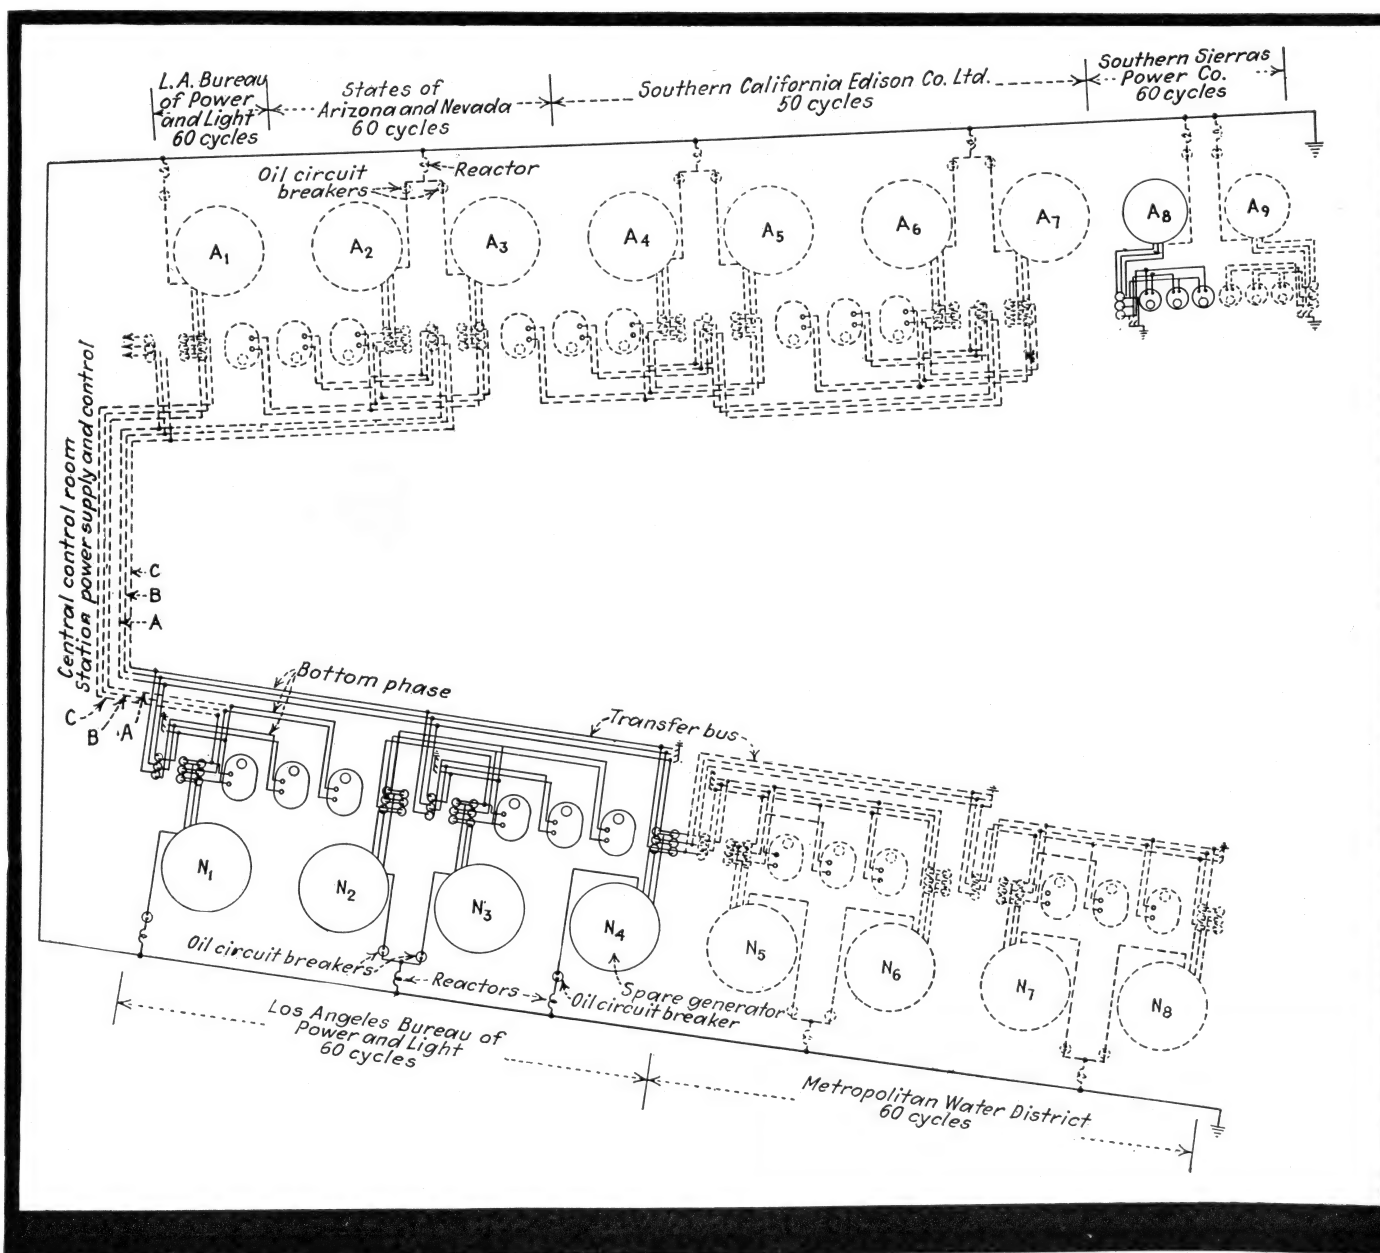 L.A. Bureau
of Power
and Light
60 cycles
States of
Arizona and Nevada
60 cycles
Southern California Edison Co. Ltd.
50 cycles
Southern Sierras
Power Co.
60 cycles
Oil circuit
breakers
Reactor
A1
A2
A3
A4
A5
A6
A7
A8
A9
Central control room
Station power supply and control
C
B
A
C
B
A
Bottom phase
Transfer bus
N1
N2
N3
N4
N5
N6
N7
N8
Oil circuit breakers
Reactors
Spare generator
Oil circuit breaker
Los Angeles Bureau of
Power and Light
60 cycles
Metropolitan Water District
60 cycles